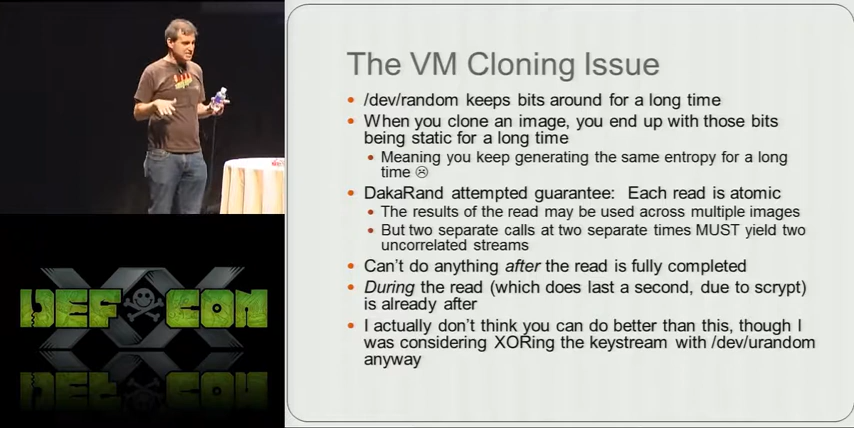 The VM Cloning Issue
/dev/random keeps bits around for a long time
When you clone an image, you end up with those bits
being static for a long time
Meaning you keep generating the same entropy for a long
time ☹
DakaRand attempted guarantee: Each read is atomic
The results of the read may be used across multiple images
But two separate calls at two separate times MUST yield two
uncorrelated streams
Can't do anything after the read is fully completed
During the read (which does last a second, due to scrypt)
is already after
I actually don't think you can do better than this, though I
was considering XORing the keystream with /dev/urandom
anyway
XX
DEF CON